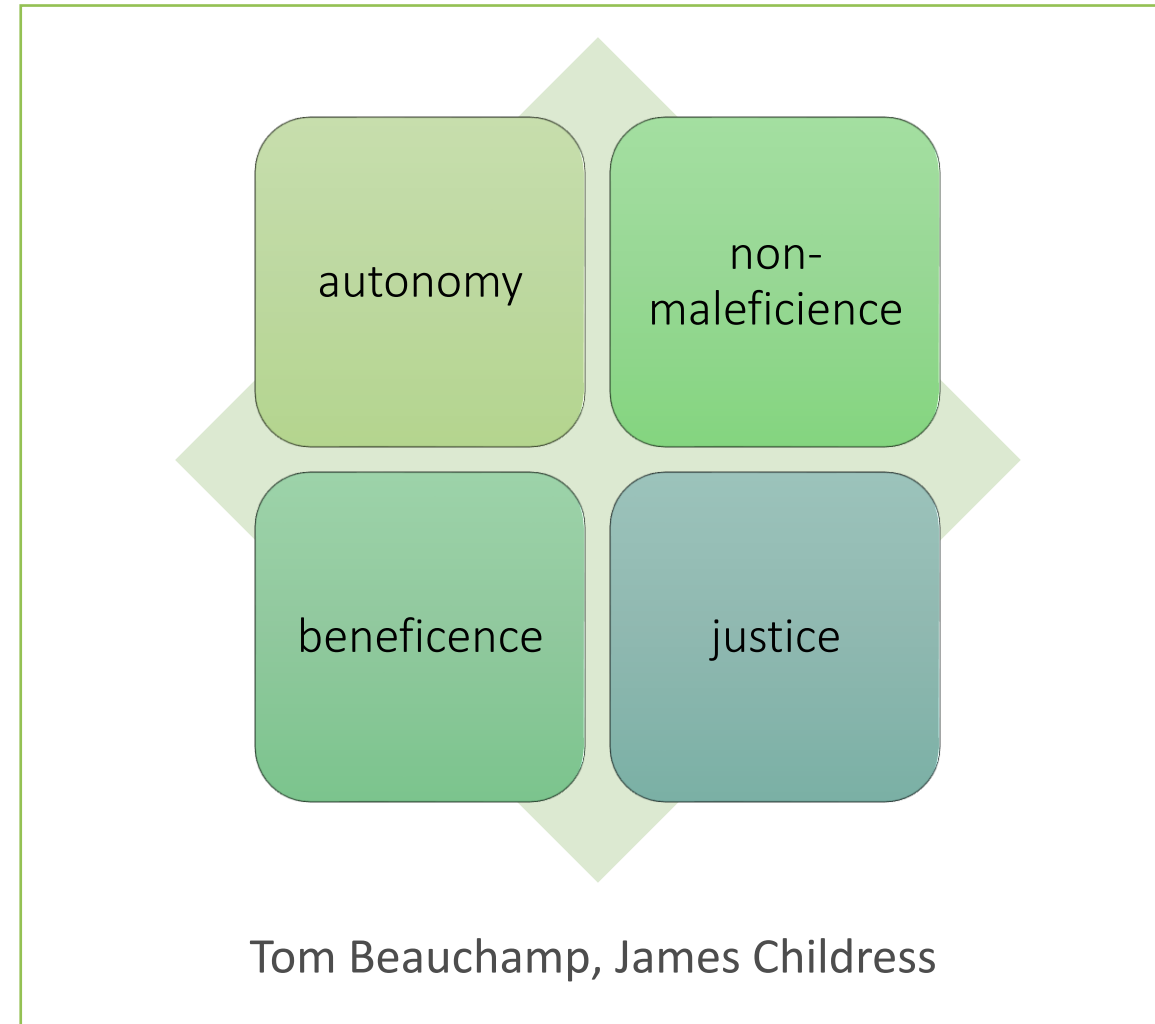 autonomy
non-
maleficience
beneficence
justice
Tom Beauchamp, James Childress